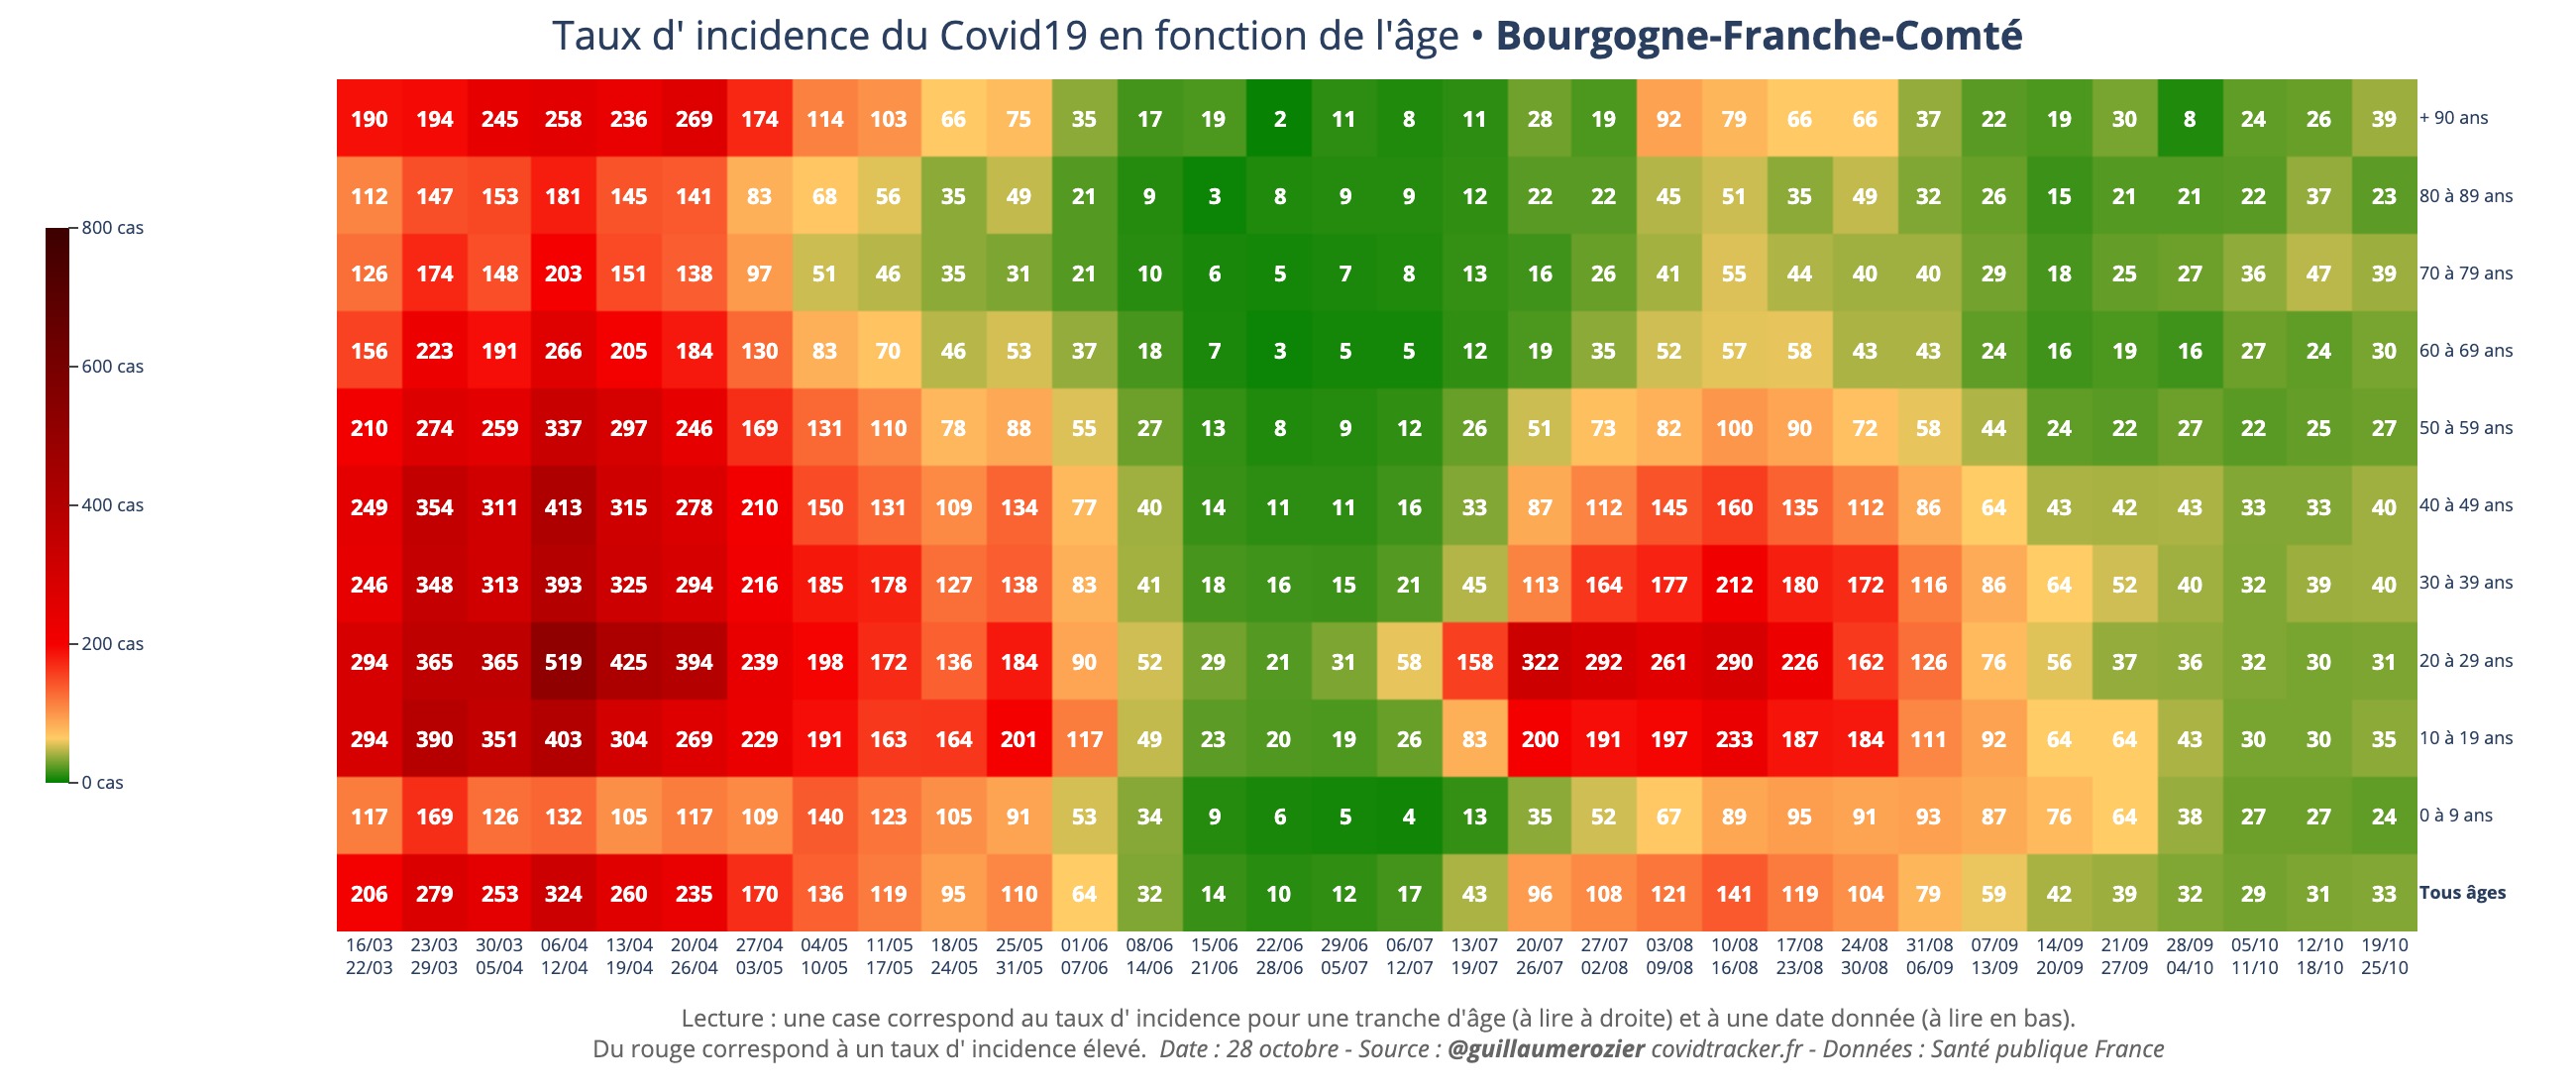 Taux d' incidence du Covid19 en fonction de l'âge • Bourgogne-Franche-Comté
800 cas
600 cas
400 cas
200 cas
0 cas
190 194 245 258 236 269 174 114 103 66 75 35 17 19 2 11 8 11 28 19 92 79 66 66 37 22 19 30 8 24 26 39 + 90 ans
112 147 153 181 145 141 83 68 56 35 49 21 9 3 8 9 9 12 22 22 45 51 35 49 32 26 15 21 21 22 37 23 80 à 89 ans
126 174 148 203 151 138 97 51 46 35 31 21 10 6 5 7 8 13 16 26 41 55 44 40 40 29 18 25 27 36 47 39 70 à 79 ans
156 223 191 266 205 184 130 83 70 46 53 37 18 7 3 5 5 12 19 35 52 57 58 43 43 24 16 19 16 27 24 30 60 à 69 ans
210 274 259 337 297 246 169 131 110 78 88 55 27 13 8 9 12 26 51 73 82 100 90 72 58 44 24 22 27 22 25 27 50 à 59 ans
249 354 311 413 315 278 210 150 131 109 134 77 40 14 11 11 16 33 87 112 145 160 135 112 86 64 43 42 43 33 33 40 40 à 49 ans
246 348 313 393 325 294 216 185 178 127 138 83 41 18 16 15 21 45 113 164 177 212 180 172 116 86 64 52 40 32 39 40 30 à 39 ans
294 365 365 519 425 394 239 198 172 136 184 90 52 29 21 31 58 158 322 292 261 290 226 162 126 76 56 37 36 32 30 31 20 à 29 ans
294 390 351 403 304 269 229 191 163 164 201 117 49 23 20 19 26 83 200 191 197 233 187 184 111 92 64 64 43 30 30 35 10 à 19 ans
117 169 126 132 105 117 109 140 123 105 91 53 34 9 6 5 4 13 35 52 67 89 95 91 93 87 76 64 38 27 27 24 0 à 9 ans
206 279 253 324 260 235 170 136 119 95 110 64 32 14 10 12 17 43 96 108 121 141 119 104 79 59 42 39 32 29 31 33 Tous âges
16/03 23/03 30/03 06/04 13/04 20/04 27/04 04/05 11/05 18/05 25/05 01/06 08/06 15/06 22/06 29/06 06/07 13/07 20/07 27/07 03/08 10/08 17/08 24/08 31/08 07/09 14/09 21/09 28/09 05/10 12/10 19/10
22/03 29/03 05/04 12/04 19/04 26/04 03/05 10/05 17/05 24/05 31/05 07/06 14/06 21/06 28/06 05/07 12/07 19/07 26/07 02/08 09/08 16/08 23/08 30/08 06/09 13/09 20/09 27/09 04/10 11/10 18/10 25/10
Lecture : une case correspond au taux d' incidence pour une tranche d'âge (à lire à droite) et à une date donnée (à lire en bas).
Du rouge correspond à un taux d' incidence élevé. Date : 28 octobre - Source : @guillaumerozier covidtracker.fr - Données : Santé publique France